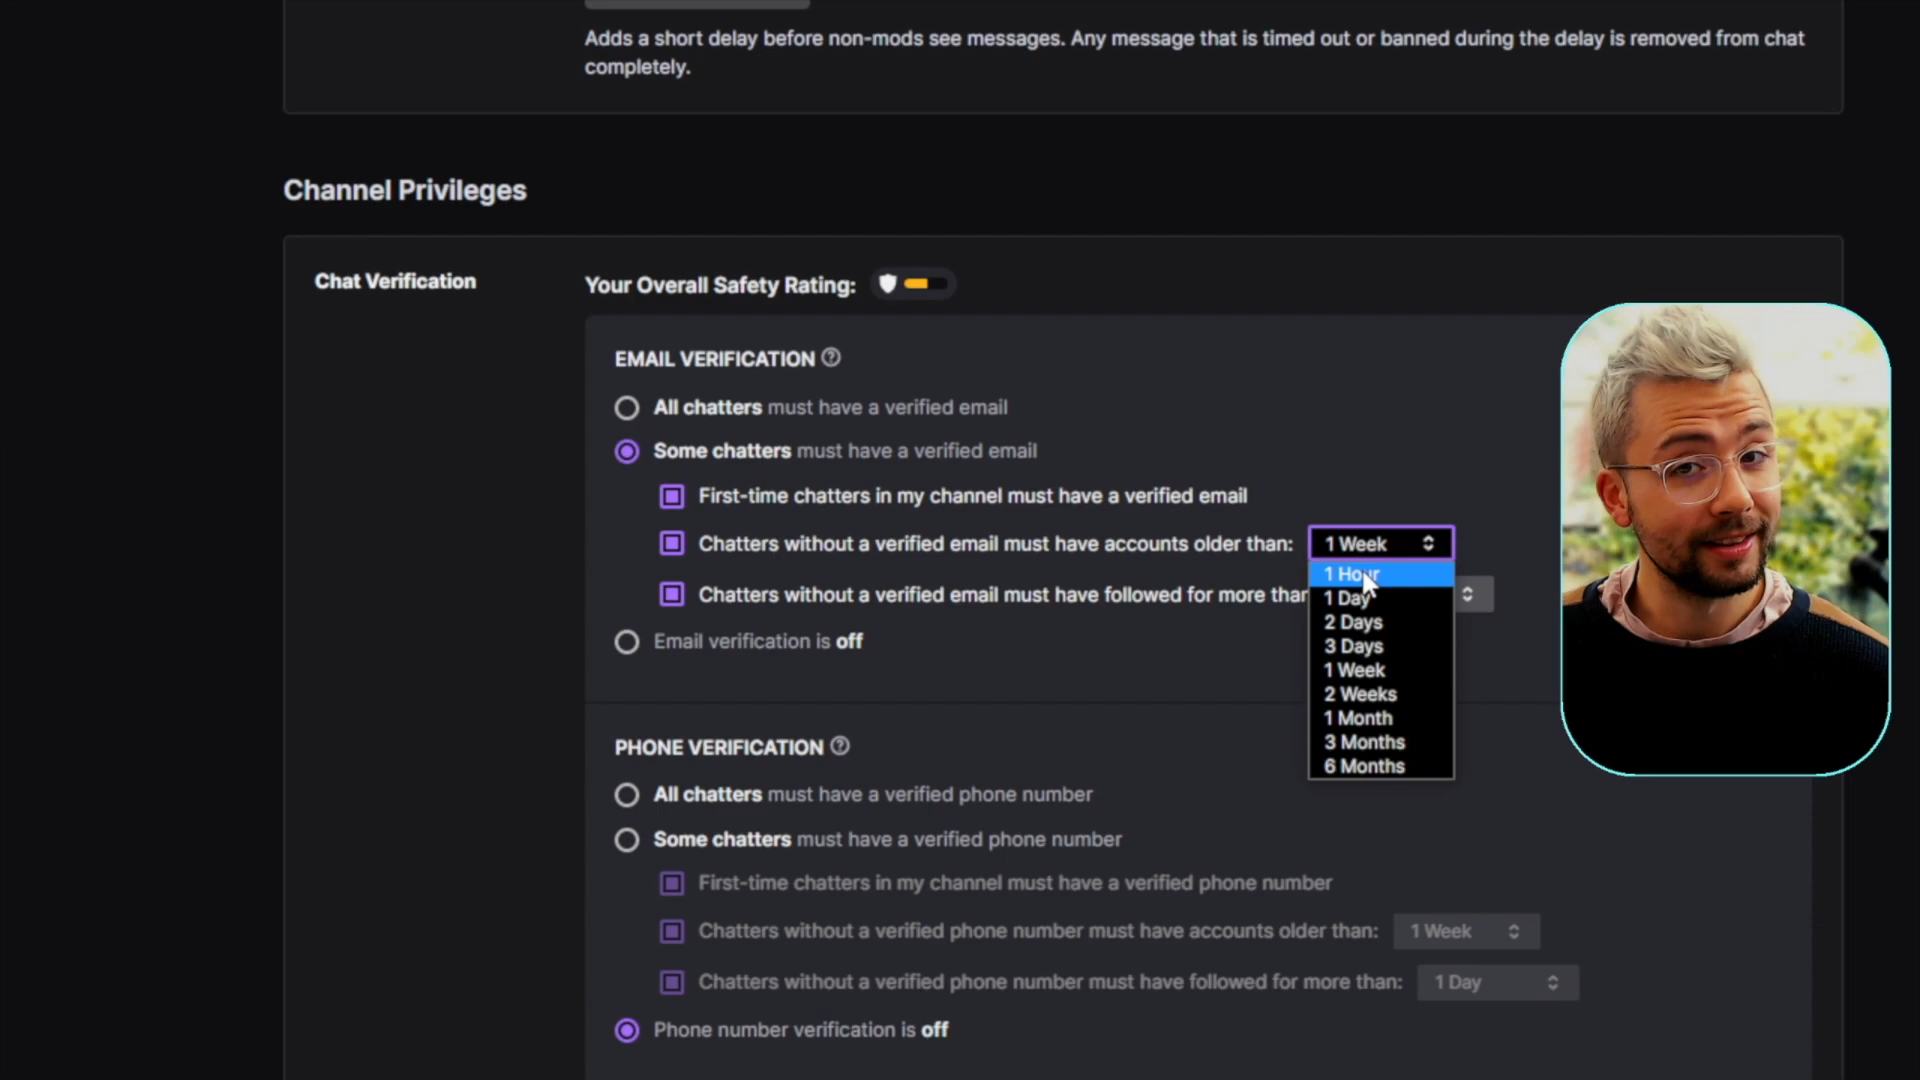 Adds a short delay before non-mods see messages. Any message that is timed out or banned during the delay is removed from chat
completely.
Channel Privileges
Chat Verification
Your Overall Safety Rating:
EMAIL VERIFICATION
All chatters must have a verified email
Some chatters must have a verified email
First-time chatters in my channel must have a verified email
Chatters without a verified email must have accounts older than: 1 Week
1 Hour
Chatters without a verified email must have followed for more than
1 Day
2 Days
Email verification is off
3 Days
1 Week
2 Weeks
1 Month
3 Months
6 Months
PHONE VERIFICATION
All chatters must have a verified phone number
Some chatters must have a verified phone number
First-time chatters in my channel must have a verified phone number
Chatters without a verified phone number must have accounts older than: 1 Week
Chatters without a verified phone number must have followed for more than: 1 Day
Phone number verification is off